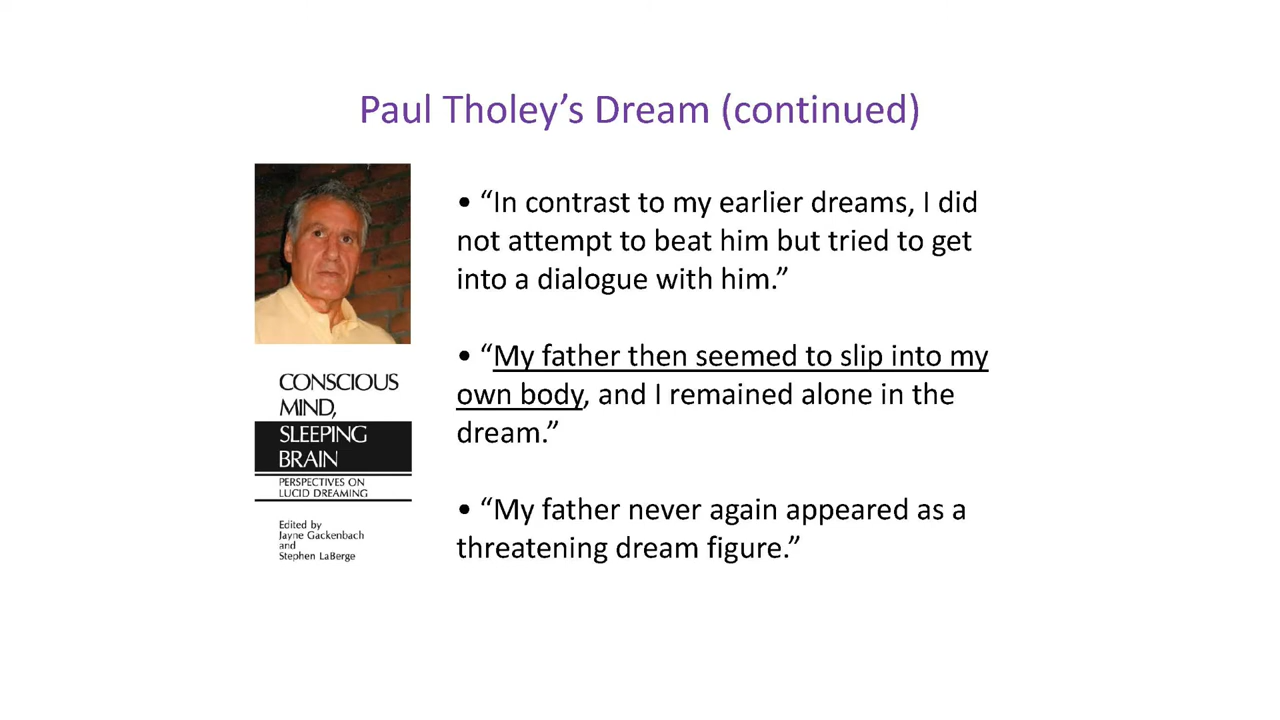 Paul Tholey’s Dream (continued)
• “In contrast to my earlier dreams, I did
not attempt to beat him but tried to get
into a dialogue with him.”
• “My father then seemed to slip into my
own body, and I remained alone in the
dream.”
• “My father never again appeared as a
threatening dream figure.”
CONSCIOUS
MIND,
SLEEPING
BRAIN
PERSPECTIVES ON
LUCID DREAMING
Edited by
Jayne Gackenbach
and
Stephen LaBerge